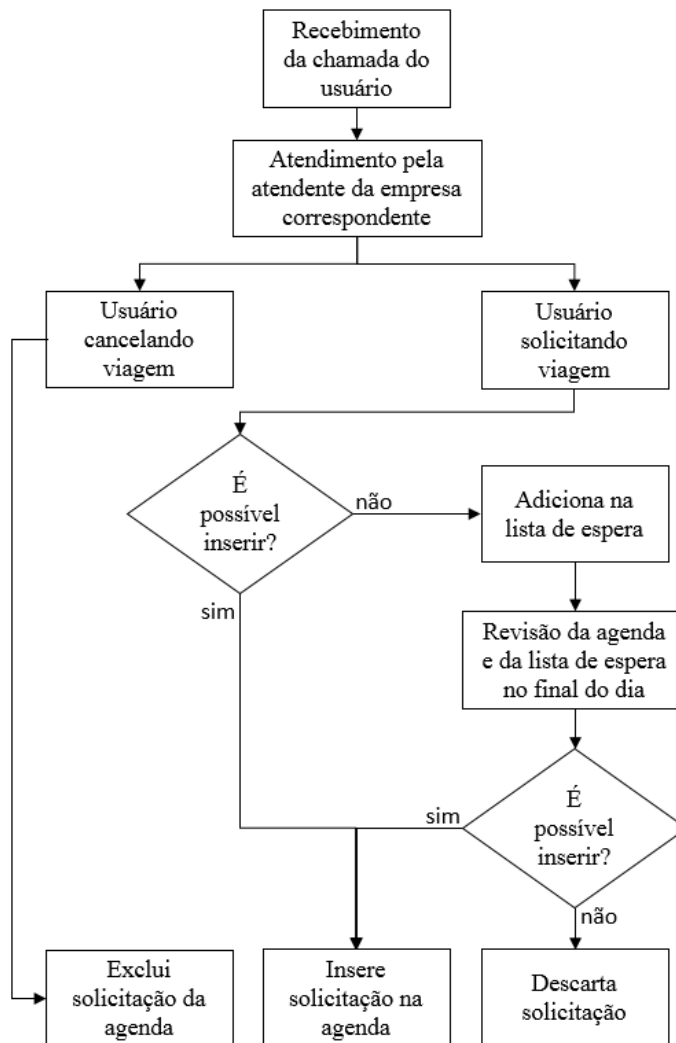 Recebimento
da chamada do
usuário
Atendimento pela
atendente da empresa
correspondente
Usuário
cancelando
viagem
Usuário
solicitando
viagem
É
possível
inserir?
não
sim
Adiciona na
lista de espera
Revisão da agenda
e da lista de espera
no final do dia
É
possível
inserir?
sim
não
Exclui
solicitação da
agenda
Insere
solicitação na
agenda
Descarta
solicitação